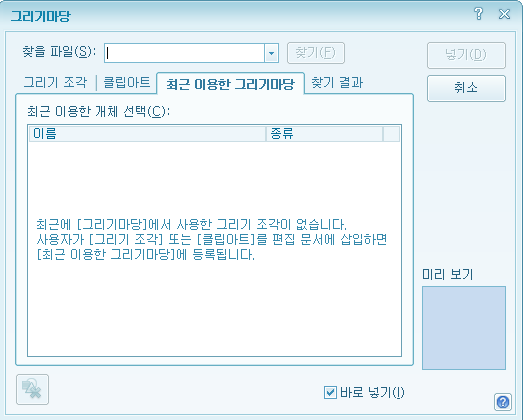 그리기마당
찾을 파일(S):
찾기(F)
넣기(D)
취소
그리기 조각
클립아트
최근 이용한 그리기마당
찾기 결과
최근 이용한 개체 선택(C):
이름
종류
최근에 [그리기마당]에서 사용한 그리기 조각이 없습니다.
사용자가 [그리기 조각] 또는 [클립아트]를 편집 문서에 삽입하면
[최근 이용한 그리기마당]에 등록됩니다.
미리 보기
바로 넣기(I)